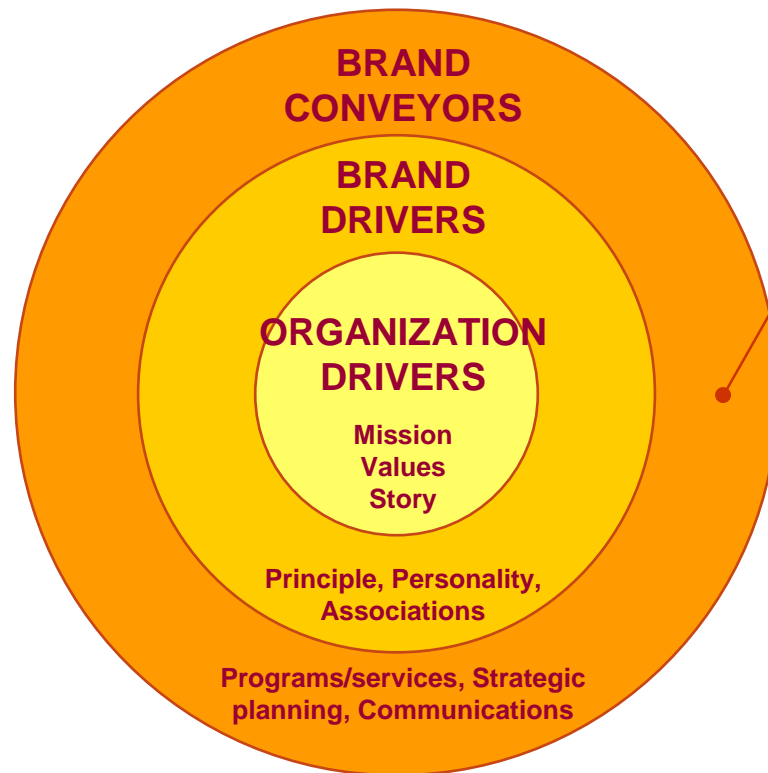 BRAND
CONVEYORS
BRAND
DRIVERS
ORGANIZATION
DRIVERS
Mission
Values
Story
Principle, Personality,
Associations
Programs/services, Strategic
planning, Communications